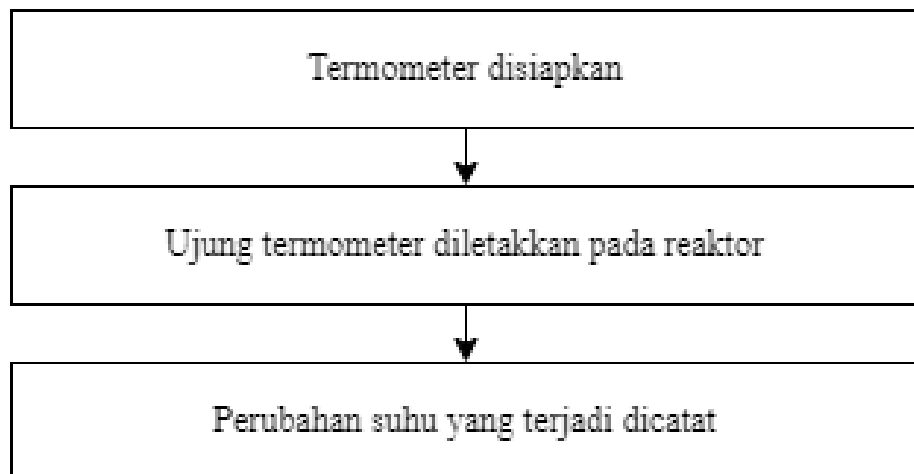 Termometer disiapkan
Ujung termometer diletakkan pada reaktor
Perubahan suhu yang terjadi dicatat